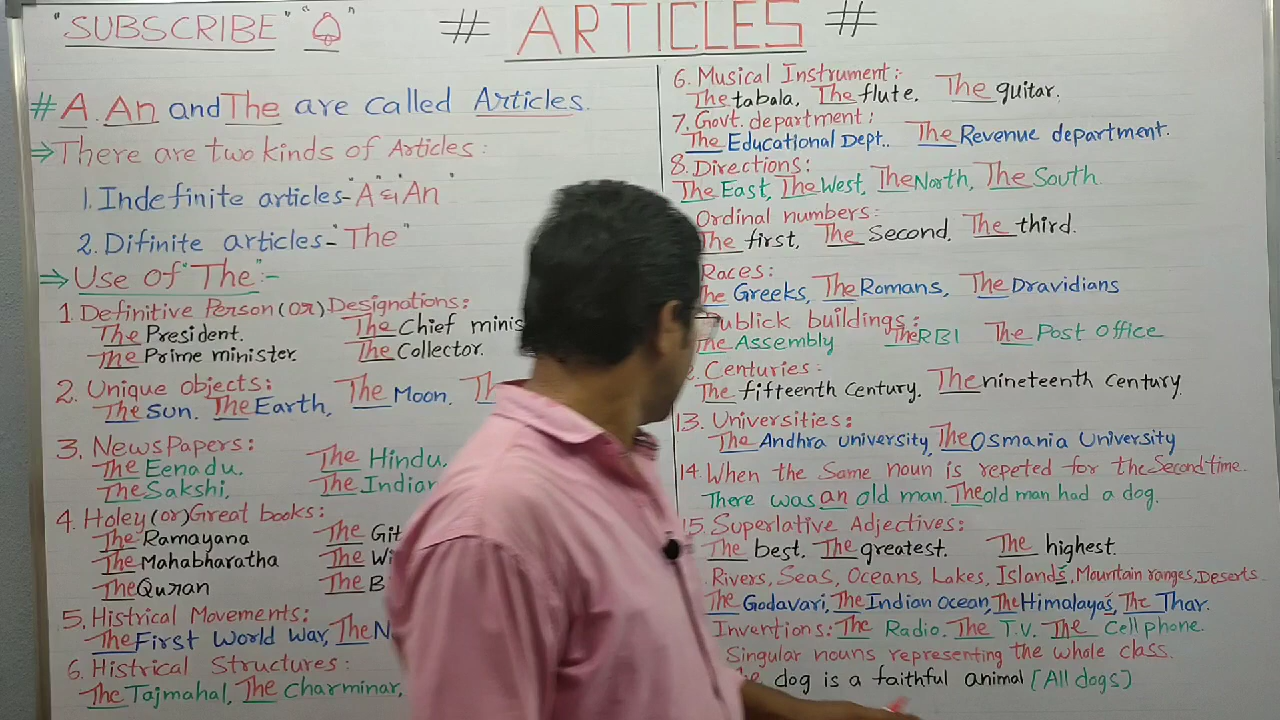 "SUBSCRIBE" " "
# ARTICLES #
# A. An and The are called Articles.
⇒ There are two kinds of Articles:
1. Indefinite articles-"A" & "An"
2. Difinite articles-"The"
⇒ Use of "The":-
1. Definitive Person (or) Designations:
The President. The Chief minis
The Prime minister. The Collector.
2. Unique objects:
The Sun. The Earth, The Moon. Th
3. News Papers:
The Eenadu. The Hindu.
The Sakshi, The Indian
4. Holey (or) Great books:
The Ramayana The Git
The Mahabharatha The Wi
The Quran The B
5. Histrical Movements:
The First World War, The N
6. Histrical Structures:
The Tajmahal, The Charminar,
6. Musical Instrument:-
The tabala, The flute. The guitar.
7. Govt. department:
The Educational Dept.. The Revenue department.
8. Directions:
The East, The West, The North, The South
Ordinal numbers:
The first, The Second, The third.
Races:
The Greeks, The Romans, The Dravidians
ublick buildings:
The Assembly The RBI The Post office
Centuries:
The fifteenth century, The nineteenth century.
13. Universities:
The Andhra university, The Osmania University
14. When the Same noun is repeted for the Second time.
There was an old man. The old man had a dog.
15. Superlative Adjectives:
The best. The greatest. The highest.
Rivers, Seas, Oceans, Lakes, Islands, Mountain ranges, Deserts.
The Godavari, The Indian Ocean, The Himalayas, The Thar.
Inventions: The Radio. The T.V. The Cell phone.
Singular nouns representing the whole class.
dog is a faithful animal [All dogs]